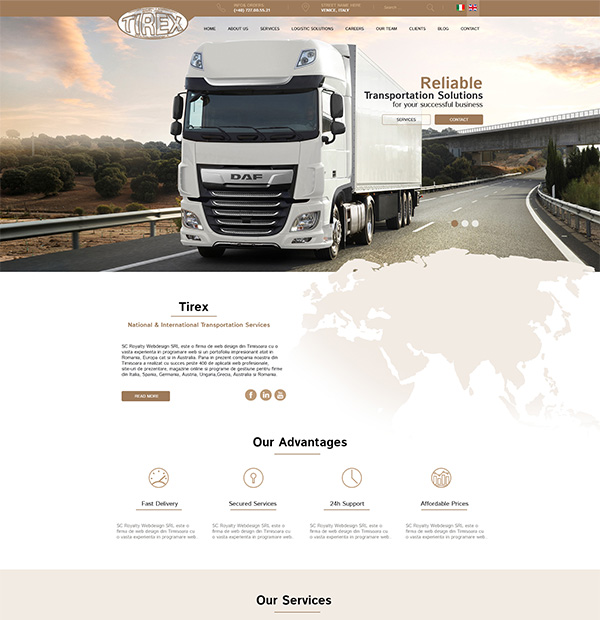 TIREX
INFO & ORDERS:
(+40) 727.00.55.21
STREET NAME HERE
VENICE, ITALY
Search...
HOME ABOUT US SERVICES LOGISTIC SOLUTIONS CAREERS OUR TEAM CLIENTS BLOG CONTACT
Reliable
Transportation Solutions
for your successful business
SERVICES CONTACT
DAF
Tirex
National & International Transportation Services
SC Royalty Webdesign SRL este o firma de web design din Timisoara cu o
vasta experienta in programare web si un portofoliu impresionant atat in
Romania, Europa cat si in Australia. Pana in prezent compania noastra din
Timisoara a realizat cu succes peste 400 de aplicatii web profesionale,
site-uri de prezentare, magazine online si programe de gestiune pentru firme
din Italia, Spania, Germania, Austria, Ungaria,Grecia, Australia si Romania.
READ MORE
Our Advantages
Fast Delivery
SC Royalty Webdesign SRL este o
firma de web design din Timisoara cu
o vasta experienta in programare web.
Secured Services
SC Royalty Webdesign SRL este o
firma de web design din Timisoara cu
o vasta experienta in programare web.
24h Support
SC Royalty Webdesign SRL este o
firma de web design din Timisoara cu
o vasta experienta in programare web.
Affordable Prices
SC Royalty Webdesign SRL este o
firma de web design din Timisoara cu
o vasta experienta in programare web.
Our Services